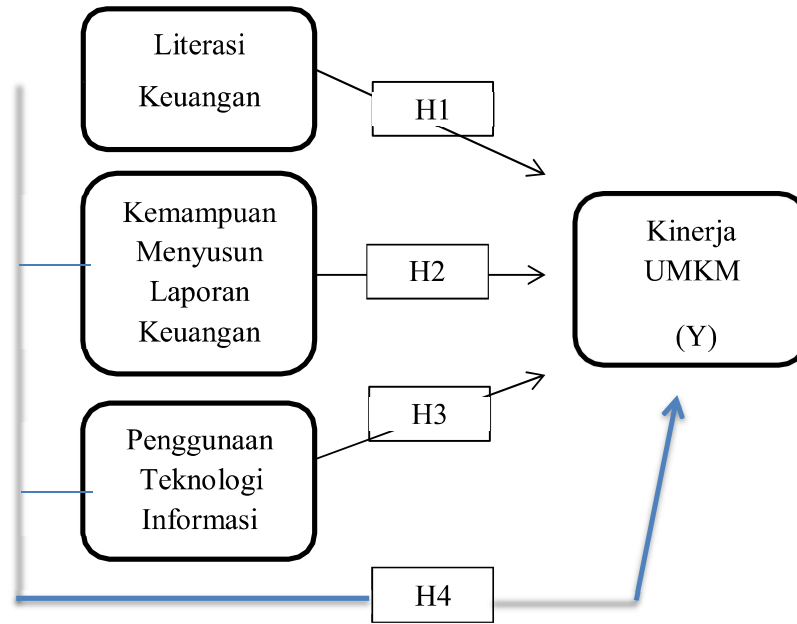 Literasi
Keuangan
H1
Kemampuan
Menyusun
Laporan
Keuangan
H2
Kinerja
UMKM
(Y)
Penggunaan
Teknologi
Informasi
H3
H4